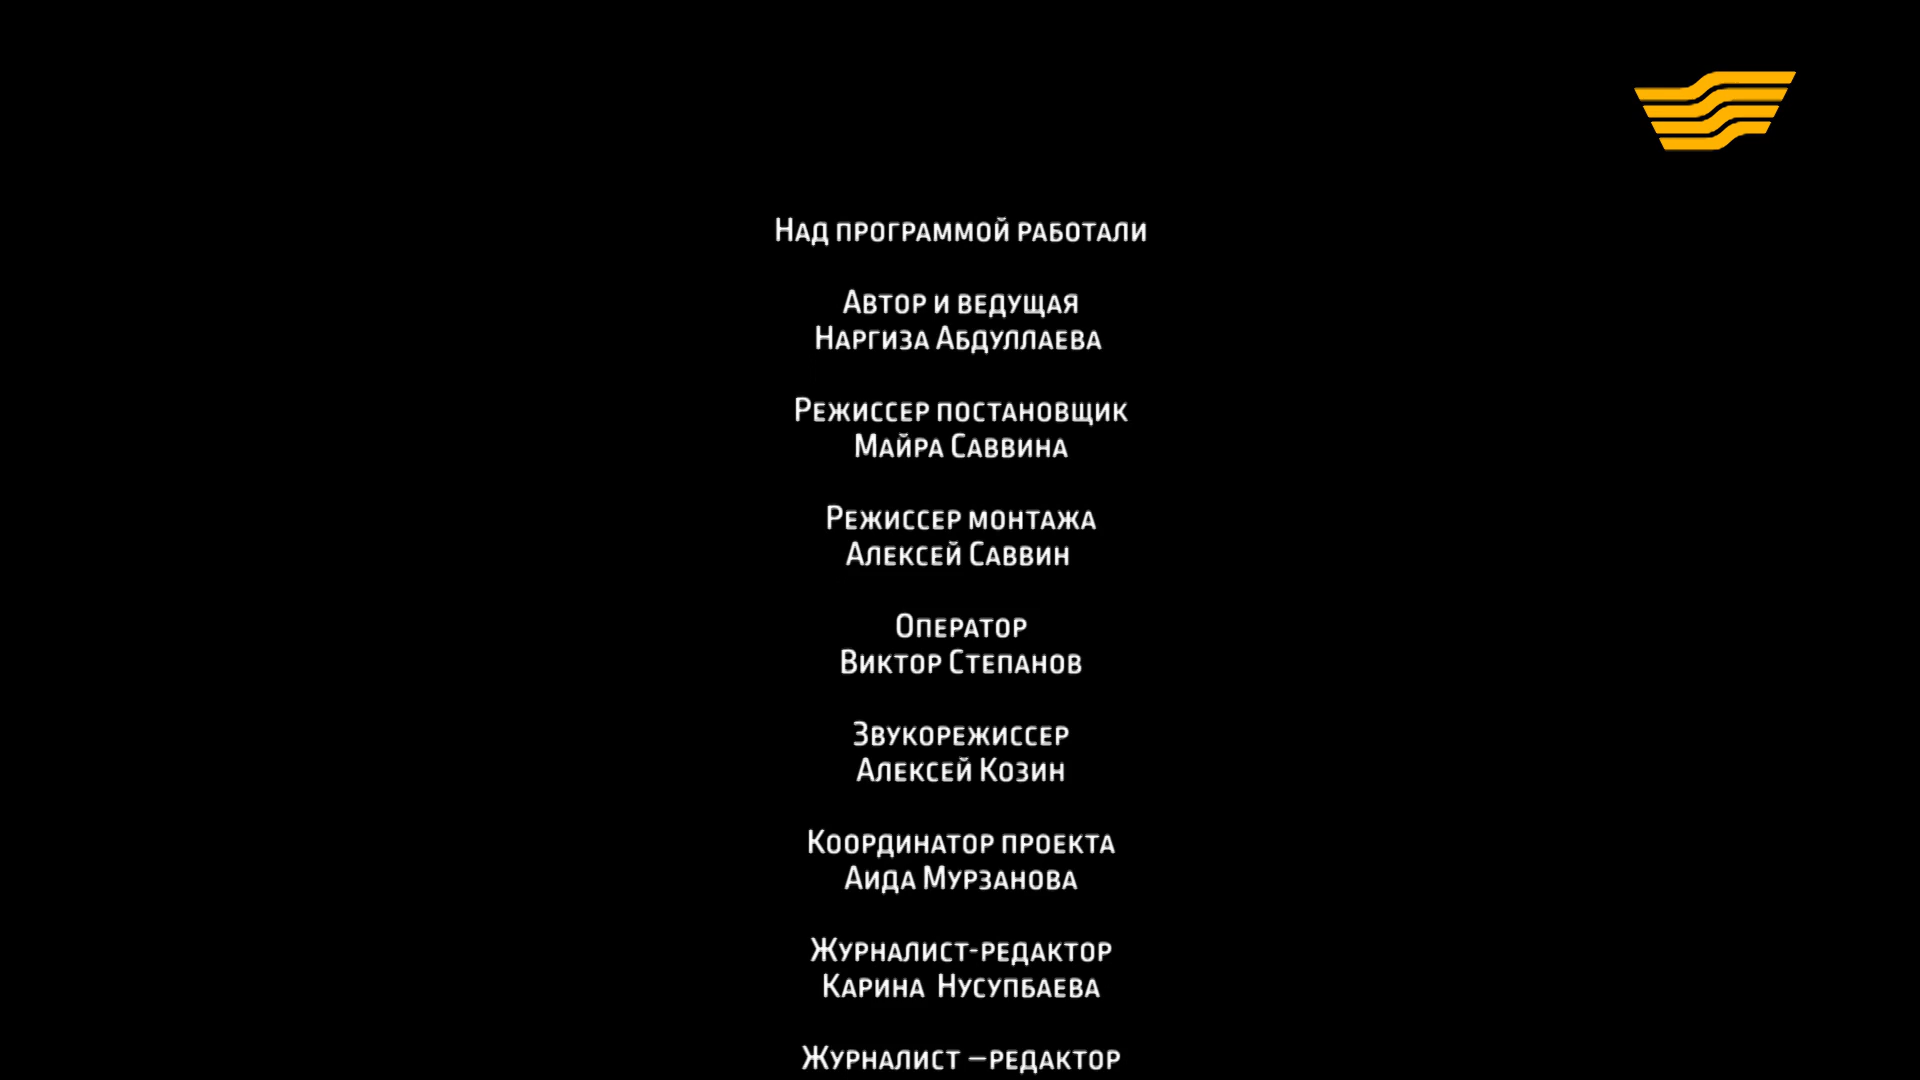 Над программой работали
Автор и ведущая
Наргиза Абдуллаева
Режиссер постановщик
Майра Саввина
Режиссер монтажа
Алексей Саввин
Оператор
Виктор Степанов
Звукорежиссер
Алексей Козин
Координатор проекта
Аида Мурзанова
Журналист-редактор
Карина  Нусупбаева
Журналист –редактор